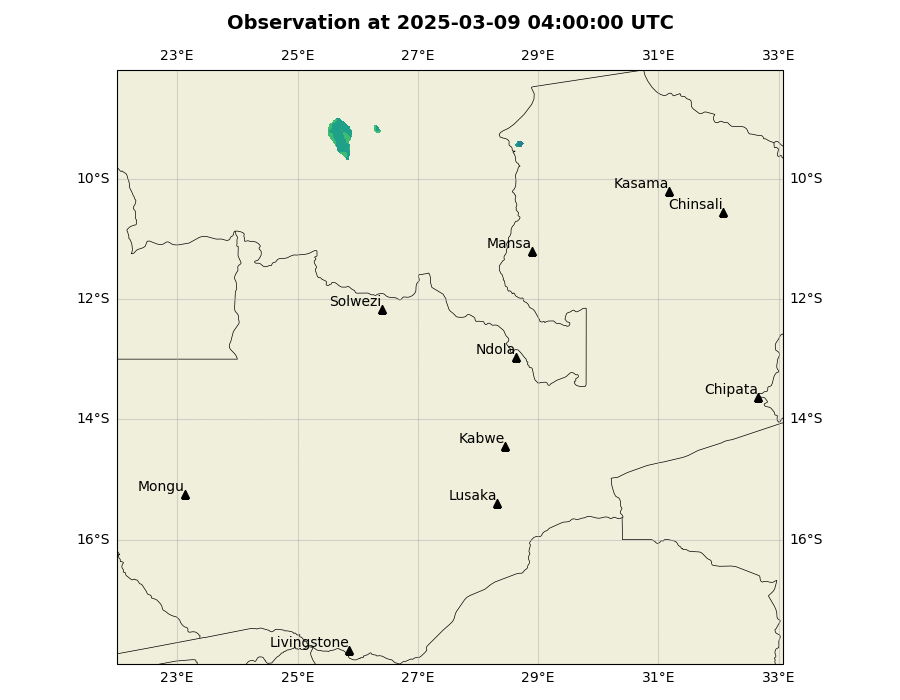 Observation at 2025-03-09 04:00:00 UTC
23°E 25°E 27°E 29°E 31°E 33°E
10°S 10°S
Kasama
Chinsali
Mansa
12°S 12°S
Solwezi
Ndola
Chipata
14°S 14°S
Kabwe
Mongu
Lusaka
16°S 16°S
Livingstone
23°E 25°E 27°E 29°E 31°E 33°E